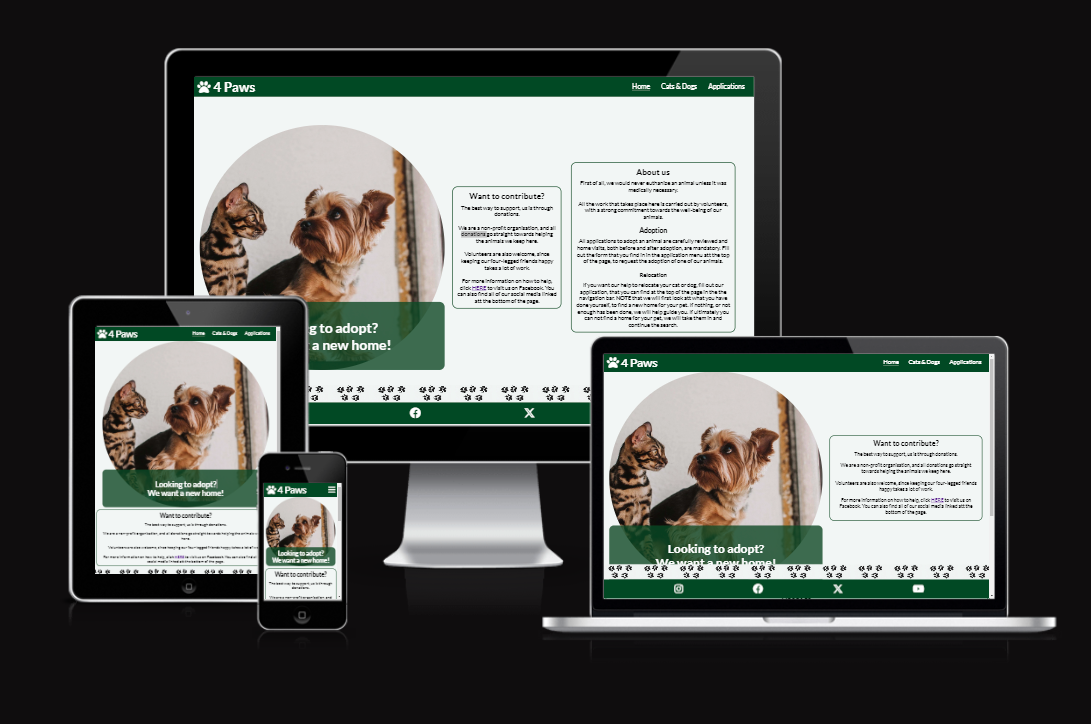 4 Paws
Home Cats & Dogs Applications
Want to contribute?
The best way to support, us is through
donations.
We are a non-profit organisation, and all
donations go straight towards helping
the animals we keep here.
Volunteers are also welcome, since
keeping our four-legged friends happy
takes a lot of work.
For more information on how to help,
click HERE to visit us on Facebook. You
can also find all of our social media linked
att the bottom of the page.
About us
First of all, we would never euthanize an animal unless it was
medically necessary.
All the work that takes place here is carried out by volunteers,
with a strong commitment towards the well-being of our
animals.
Adoption
All applications to adopt an animal are carefully reviewed and
home visits, both before and after adoption, are mandatory. Fill
out the form that you find in in the application menu att the top
of the page, to request the adoption of one of our animals.
Relocation
If you want our help to relocate your cat or dog, fill out our
application, that you can find at the top of the page in the the
navigation bar. NOTE that we will first look att what you have
done yourself, to find a new home for your pet. If nothing, or not
enough has been done, we will help guide you. If ultimately you
can not find a home for your pet, we will take them in and
continue the search.
g to adopt?
a new home!
4 Paws
Home Cats & Dogs Applications
Looking to adopt?
We want a new home!
Want to contribute?
The best way to support, us is through donations.
We are a non-profit organisation, and all donations go straight towards helping the animals
here.
Volunteers are also welcome, since keeping our four-legged friends happy takes a lot of
For more information on how to help, click HERE to visit us on Facebook. You can also find all
social media linked att the bottom of the page.
4 Paws
Looking to adopt?
We want a new home!
Want to contribute?
The best way to support, us is through
donations.
We are a non-profit organisation, and
4 Paws
Home Cats & Dogs Applications
Looking to adopt?
We want a new home!
Want to contribute?
The best way to support, us is through donations.
We are a non-profit organisation, and all donations go straight
towards helping the animals we keep here.
Volunteers are also welcome, since keeping our four-legged friends
happy takes a lot of work.
For more information on how to help, click HERE to visit us on
Facebook. You can also find all of our social media linked att the
bottom of the page.